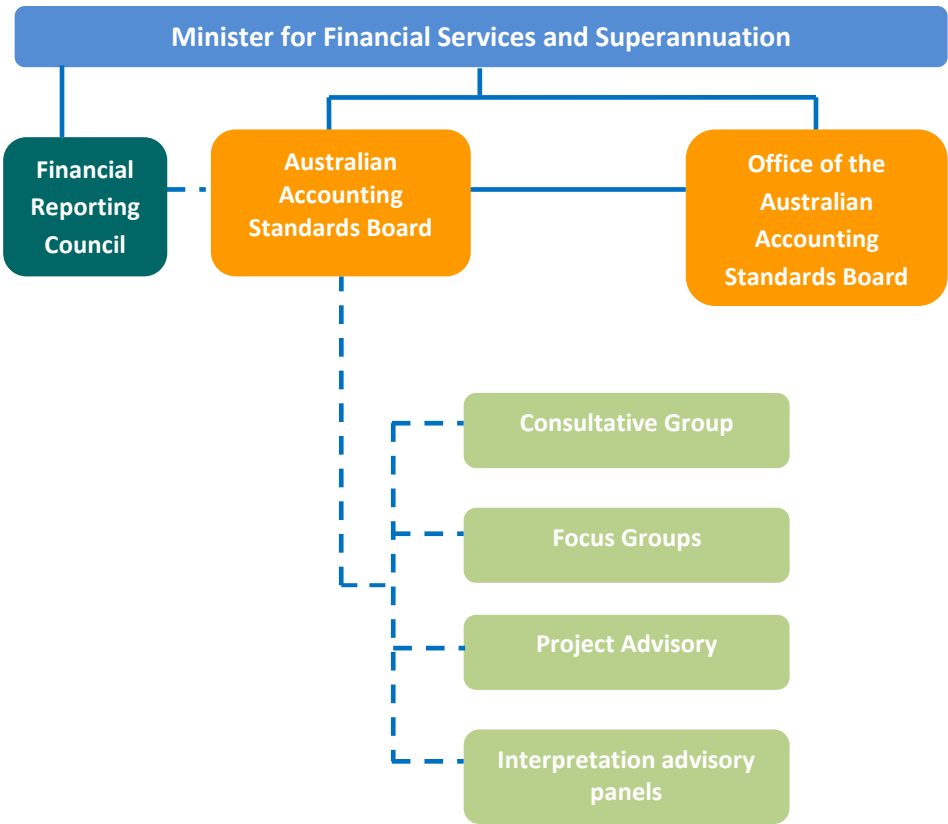 Minister for Financial Services and Superannuation
Financial
Reporting
Council
Australian
Accounting
Standards Board
Office of the
Australian
Accounting
Standards Board
Consultative Group
Focus Groups
Project Advisory
Interpretation advisory
panels